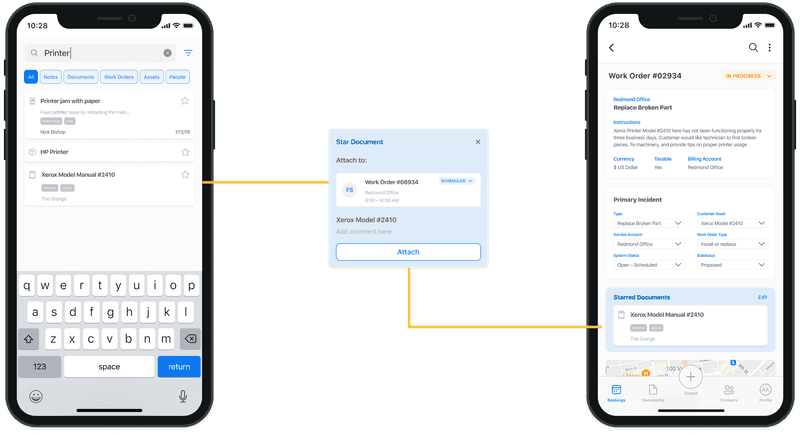 10:28
Printer
All
Notes
Documents
Work Orders
Assets
People
Printer jam with paper
Fixed printer issue by rebooting the main...
Nick Bishop
1/12/19
HP Printer
Xerox Model Manual #2410
The Orange
q w e r t y u i o p
a s d f g h j k l
z x c v b n m
123
space
return
Star Document
Attach to:
FS
Work Order #08934
SCHEDULED
Redmond Office
8:00 - 10:00 AM
Xerox Model #2410
Add comment here
Attach
10:28
Work Order #02934
IN PROGRESS
Redmond Office
Replace Broken Part
Instructions
Xerox Printer Model #2410 here has not been functioning properly for
three business days. Customer would like technician to find broken
pieces, fix machinery, and provide tips on proper printer usage
Currency
Taxable
Billing Account
$ US Dollar
Yes
Redmond Office
Primary Incident
Type
Customer Asset
Replace Broken Part
Xerox Model #2410
Service Account
Work Order Type
Redmond Office
Install or replace
System Status
Substatus
Open - Scheduled
Proposed
Starred Documents
Edit
Xerox Model Manual #2410
The Orange
Bookings
Documents
Create
Contacts
AK
Profile